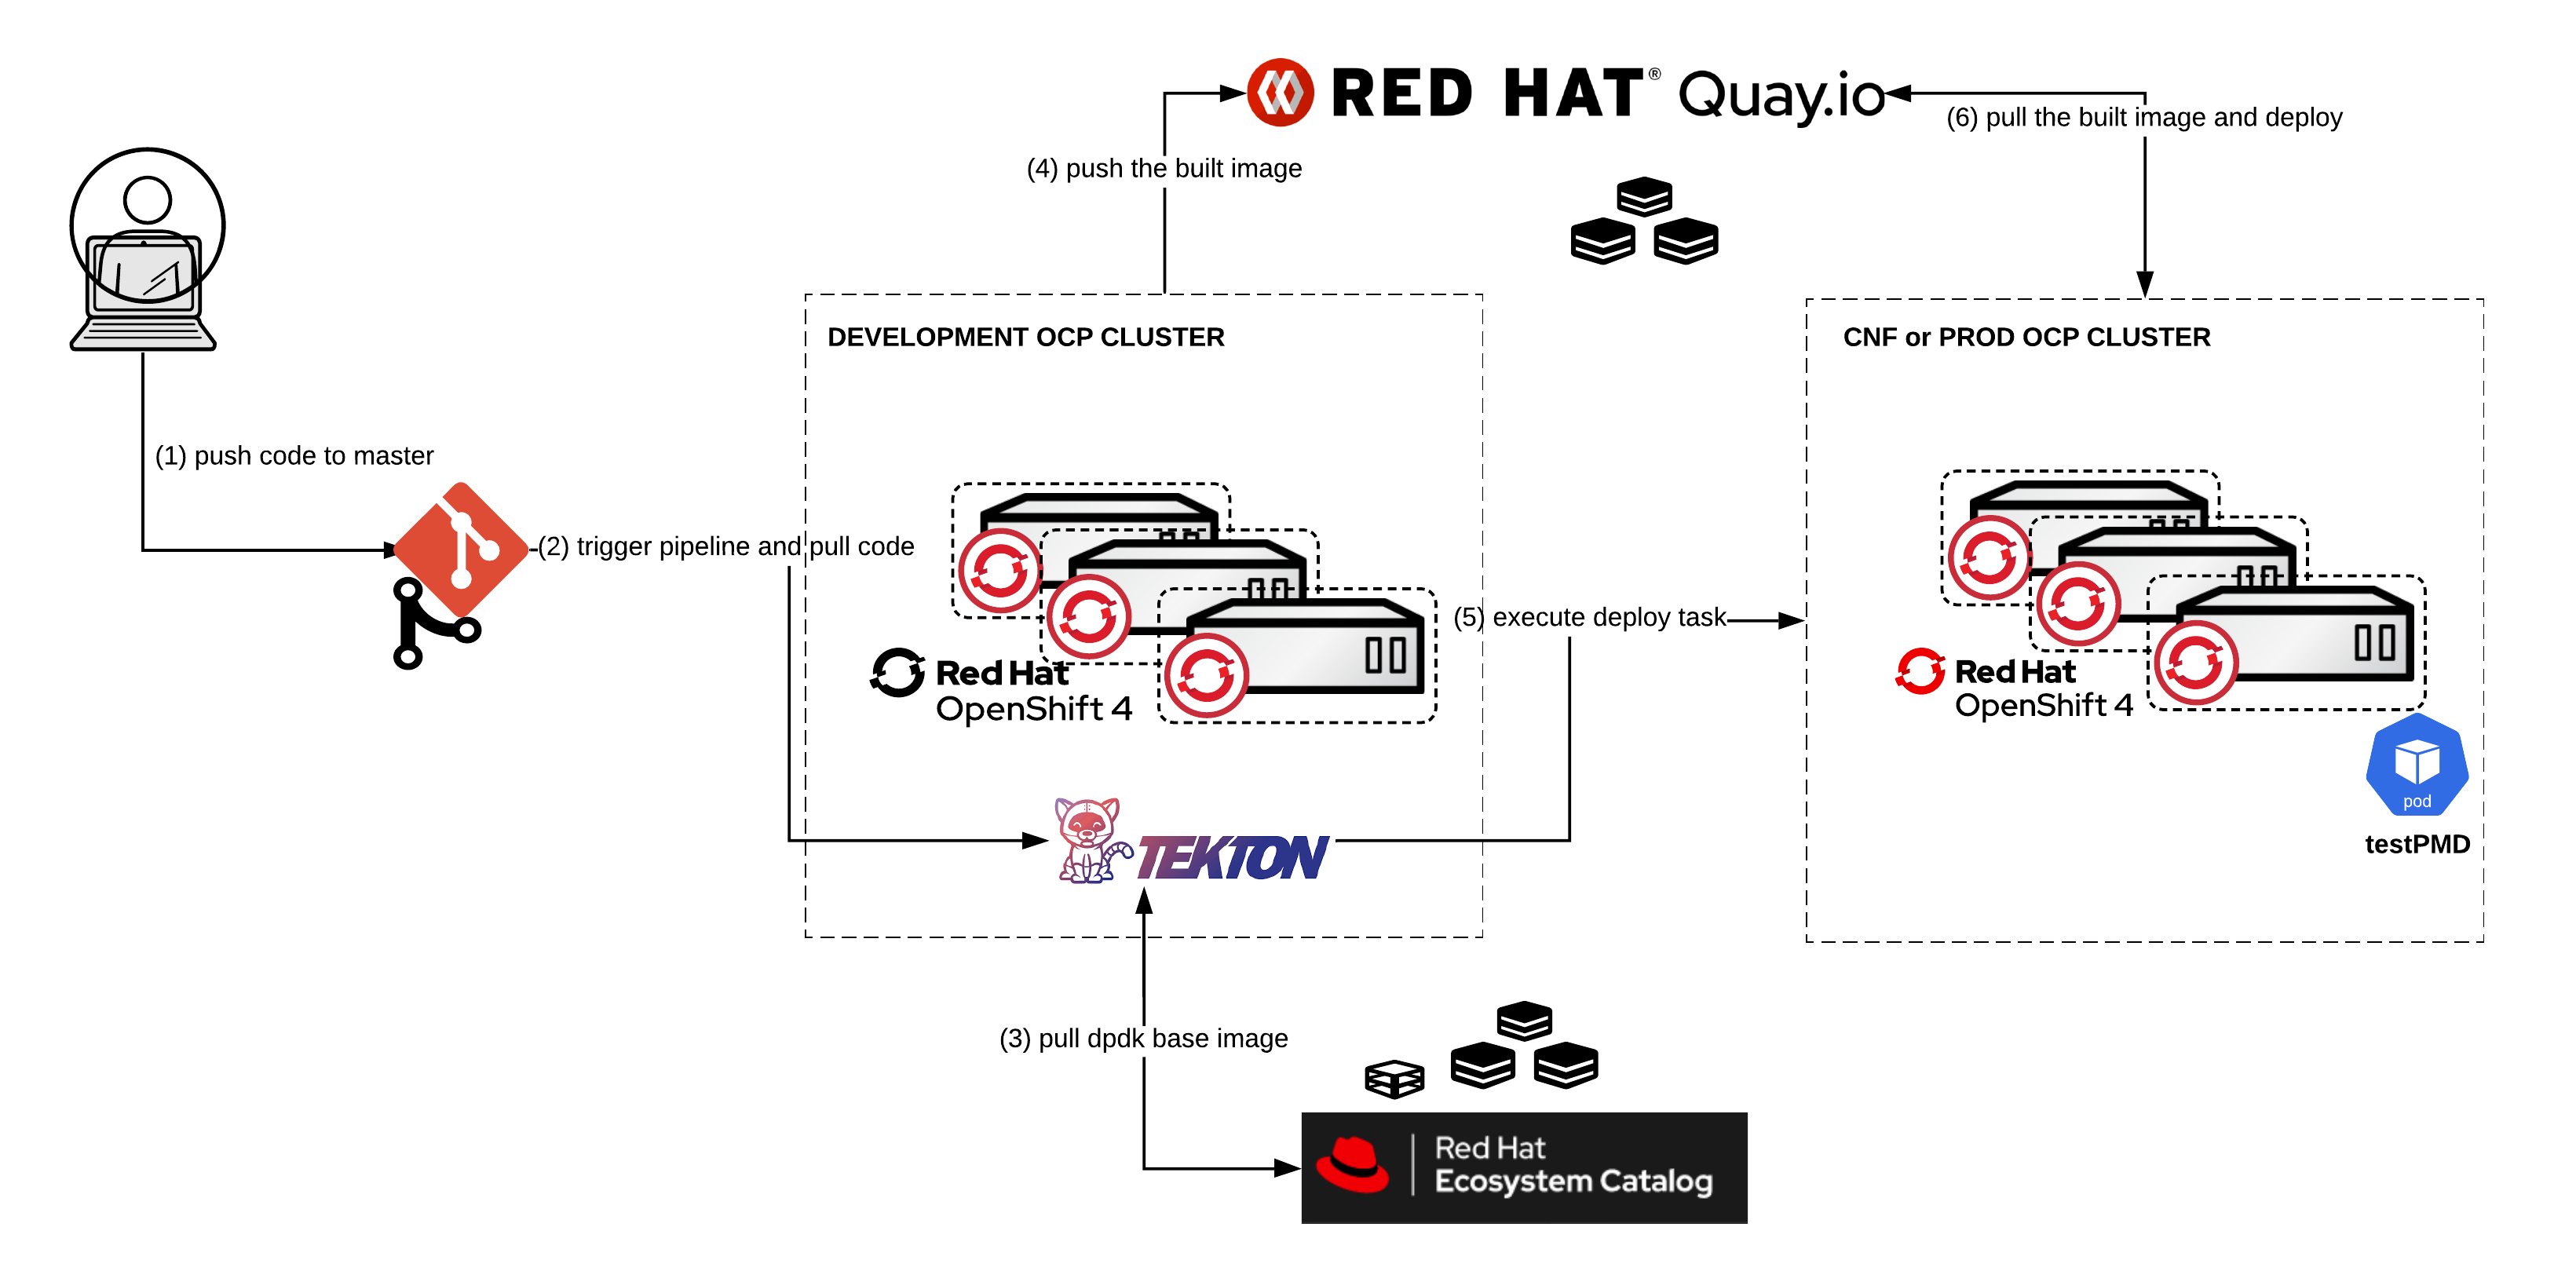 RED HAT® Quay.io
(6) pull the built image and deploy
(4) push the built image
DEVELOPMENT OCP CLUSTER
CNF or PROD OCP CLUSTER
(1) push code to master
(2) trigger pipeline and pull code
(5) execute deploy task
Red Hat
OpenShift 4
Red Hat
OpenShift 4
pod
testPMD
TEKTON
(3) pull dpdk base image
Red Hat
Ecosystem Catalog